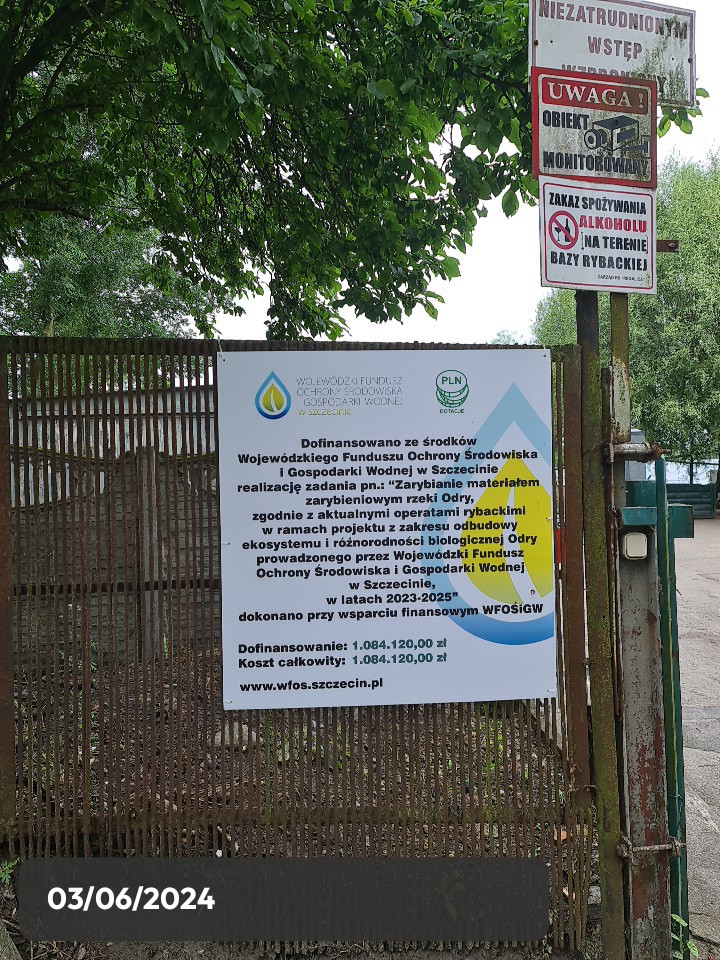 NIEZATRUDNIONYM
WSTĘP
UWAGA !
OBIEKT
MONITOROWANY
ZAKAZ SPOŻYWANIA
ALKOHOLU
NA TERENIE
BAZY RYBACKIEJ
WOJEWÓDZKI FUNDUSZ
OCHRONY ŚRODOWISKA
I GOSPODARKI WODNEJ
w Szczecinie
PLN
DOTACJE
Dofinansowano ze środków
Wojewódzkiego Funduszu Ochrony Środowiska
i Gospodarki Wodnej w Szczecinie
realizację zadania pn.: “Zarybianie materiałem
zarybieniowym rzeki Odry,
zgodnie z aktualnymi operatami rybackimi
w ramach projektu z zakresu odbudowy
ekosystemu i różnorodności biologicznej Odry
prowadzonego przez Wojewódzki Fundusz
Ochrony Środowiska i Gospodarki Wodnej
w Szczecinie,
w latach 2023-2025”
dokonano przy wsparciu finansowym WFOŚiGW
Dofinansowanie: 1.084.120,00 zł
Koszt całkowity: 1.084.120,00 zł
www.wfos.szczecin.pl
03/06/2024